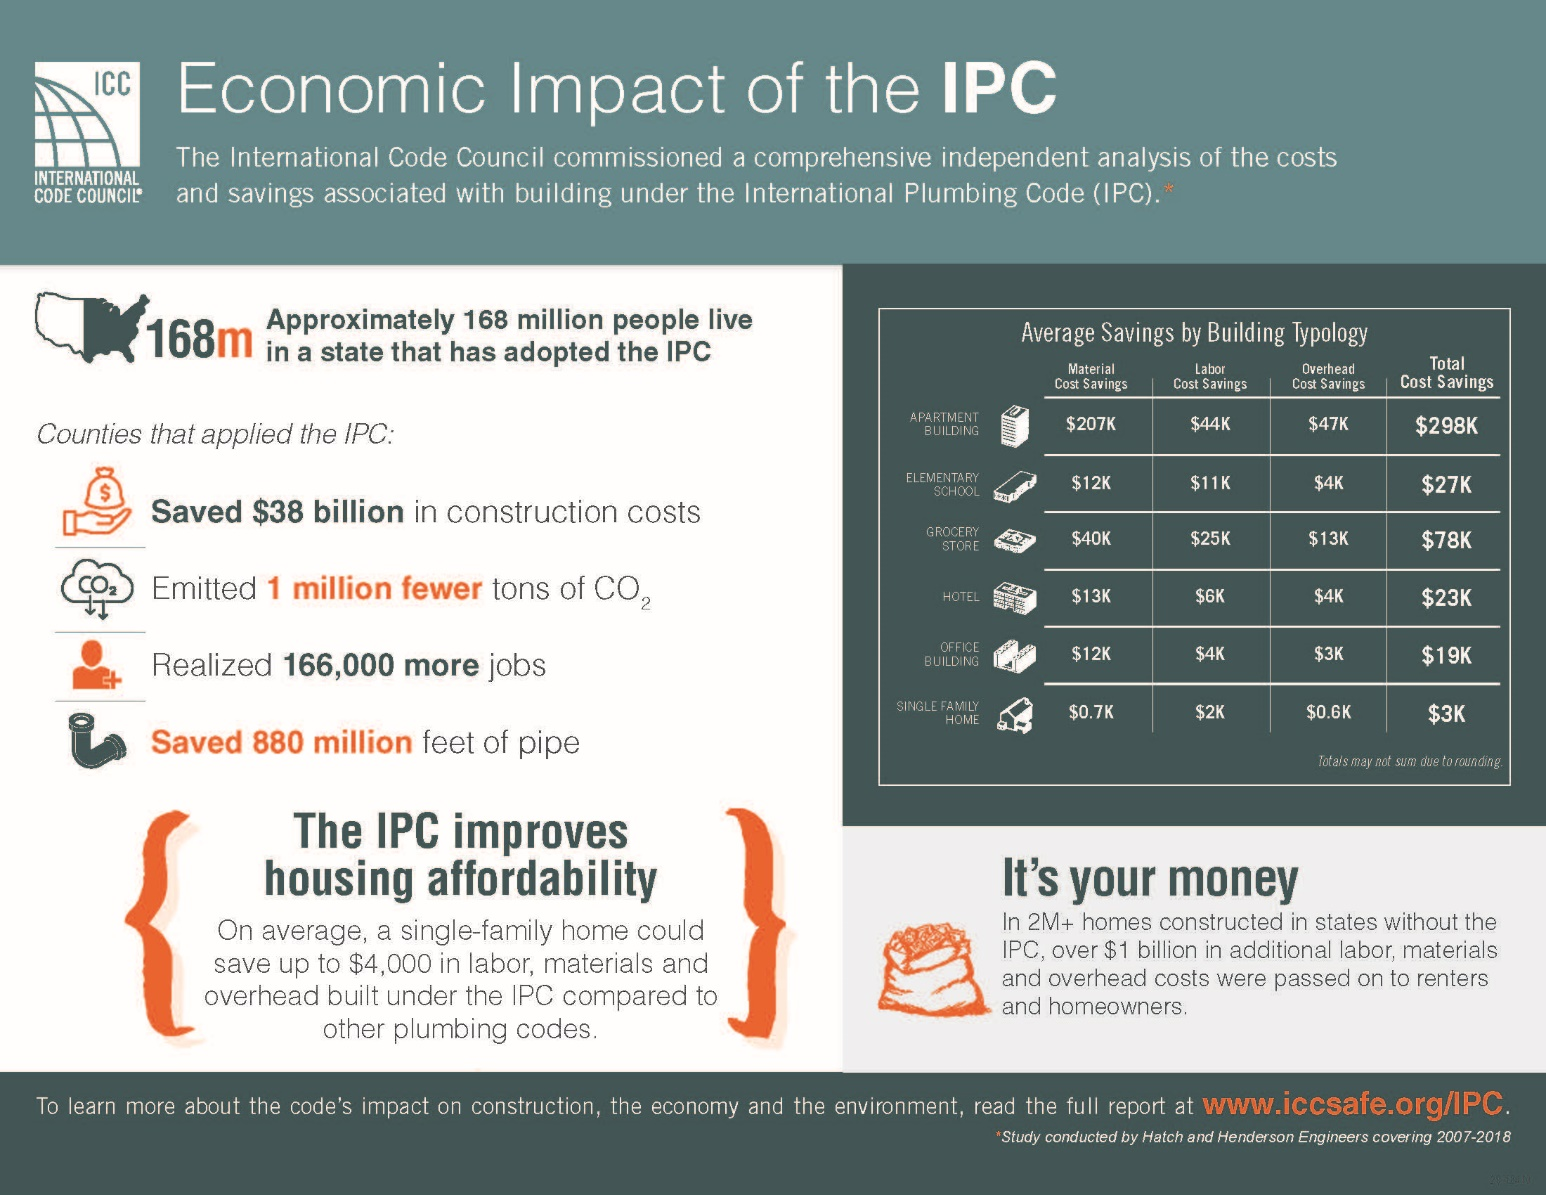 ICC
INTERNATIONAL
CODE COUNCIL®
Economic Impact of the IPC
The International Code Council commissioned a comprehensive independent analysis of the costs
and savings associated with building under the International Plumbing Code (IPC).*
168m
Approximately 168 million people live
in a state that has adopted the IPC
Counties that applied the IPC:
$
Saved $38 billion in construction costs
CO₂
Emitted 1 million fewer tons of CO₂
Realized 166,000 more jobs
Saved 880 million feet of pipe
The IPC improves
housing affordability
On average, a single-family home could
save up to $4,000 in labor, materials and
overhead built under the IPC compared to
other plumbing codes.
Average Savings by Building Typology
Material Cost Savings | Labor Cost Savings | Overhead Cost Savings | Total Cost Savings
APARTMENT BUILDING $207K $44K $47K $298K
ELEMENTARY SCHOOL $12K $11K $4K $27K
GROCERY STORE $40K $25K $13K $78K
HOTEL $13K $6K $4K $23K
OFFICE BUILDING $12K $4K $3K $19K
SINGLE FAMILY HOME $0.7K $2K $0.6K $3K
Totals may not sum due to rounding.
It's your money
In 2M+ homes constructed in states without the
IPC, over $1 billion in additional labor, materials
and overhead costs were passed on to renters
and homeowners.
To learn more about the code's impact on construction, the economy and the environment, read the full report at www.iccsafe.org/IPC.
*Study conducted by Hatch and Henderson Engineers covering 2007-2018